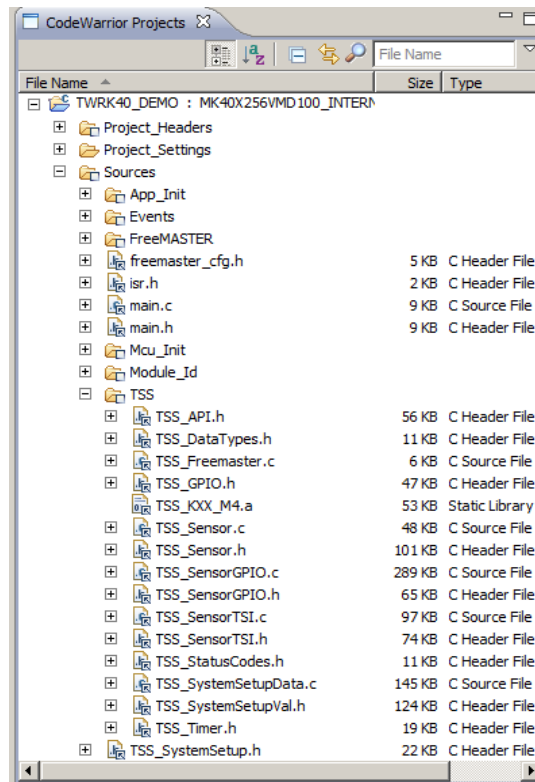 CodeWarrior Projects
File Name
File Name Size Type
TWRK40_DEMO : MK40X256VMD100_INTERN
Project_Headers
Project_Settings
Sources
App_Init
Events
FreeMASTER
freemaster_cfg.h 5 KB C Header File
isr.h 2 KB C Header File
main.c 9 KB C Source File
main.h 9 KB C Header File
Mcu_Init
Module_Id
TSS
TSS_API.h 56 KB C Header File
TSS_DataTypes.h 11 KB C Header File
TSS_Freemaster.c 6 KB C Source File
TSS_GPIO.h 47 KB C Header File
TSS_KXX_M4.a 53 KB Static Library
TSS_Sensor.c 48 KB C Source File
TSS_Sensor.h 101 KB C Header File
TSS_SensorGPIO.c 289 KB C Source File
TSS_SensorGPIO.h 65 KB C Header File
TSS_SensorTSI.c 97 KB C Source File
TSS_SensorTSI.h 74 KB C Header File
TSS_StatusCodes.h 11 KB C Header File
TSS_SystemSetupData.c 145 KB C Source File
TSS_SystemSetupVal.h 124 KB C Header File
TSS_Timer.h 19 KB C Header File
TSS_SystemSetup.h 22 KB C Header File